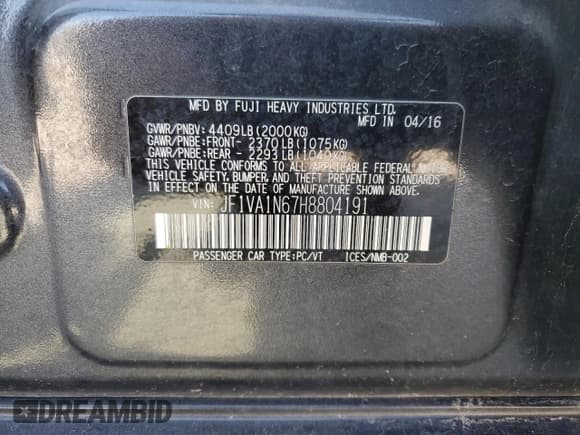 MFD BY FUJI HEAVY INDUSTRIES LTD.
MFD IN 04/16
GVWR/PNBV: 4409LB(2000KG)
GAWR/PNBE:FRONT- 2370LB(1075KG)
GAWR/PNBE:REAR - 2293LB(1040KG)
THIS VEHICLE CONFORMS TO ALL APPLICABLE FEDERAL MOTOR
VEHICLE SAFETY, BUMPER, AND THEFT PREVENTION STANDARDS
IN EFFECT ON THE DATE OF MANUFACTURE SHOWN ABOVE.
VIN: JF1VA1N67H8804191
PASSENGER CAR TYPE:PC/VT ICES/NMB-002
DREAMBID